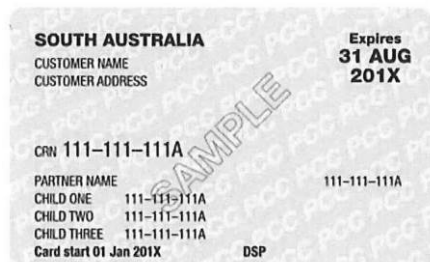 SOUTH AUSTRALIA
Expires
31 AUG
201X
CUSTOMER NAME
CUSTOMER ADDRESS
SAMPLE
CRN 111–111–111A
PARTNER NAME 111–111–111A
CHILD ONE 111–111–111A
CHILD TWO 111–111–111A
CHILD THREE 111–111–111A
Card start 01 Jan 201X DSP